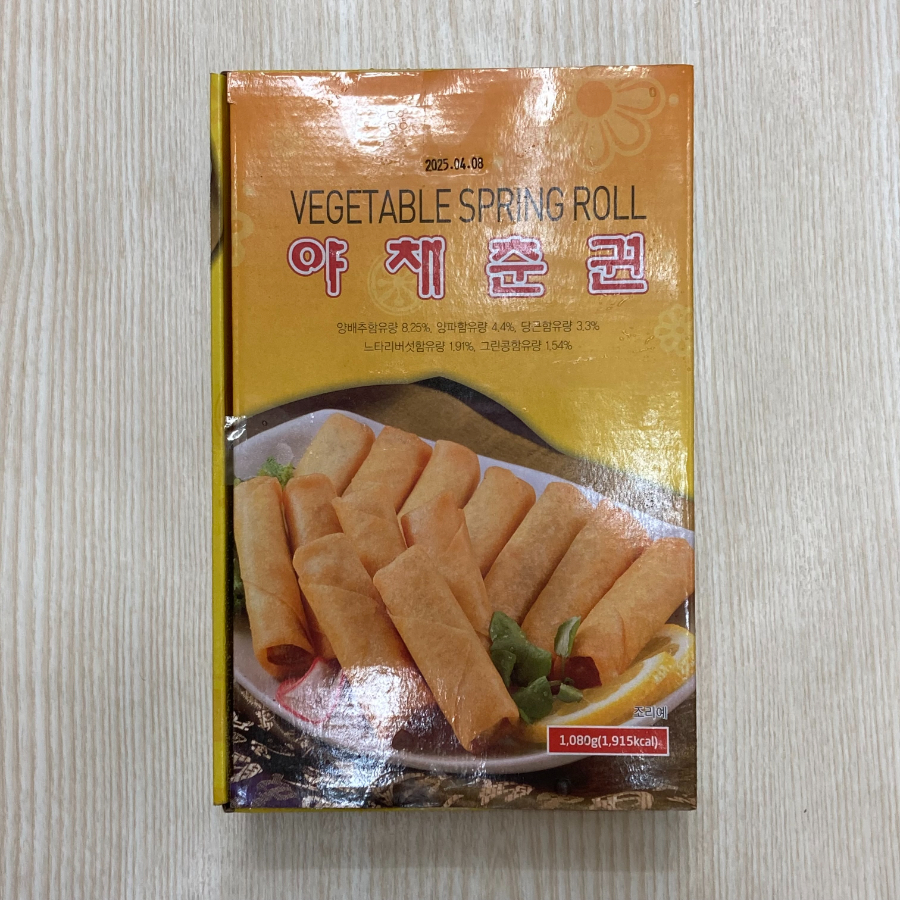 2025.04.08
VEGETABLE SPRING ROLL
야채춘권
양배추함유량 8.25%, 양파함유량 4.4%, 당근함유량 3.3%
느타리버섯함유량 1.91%, 그린콩함유량 1.54%
조리예
1,080g(1,915kcal)